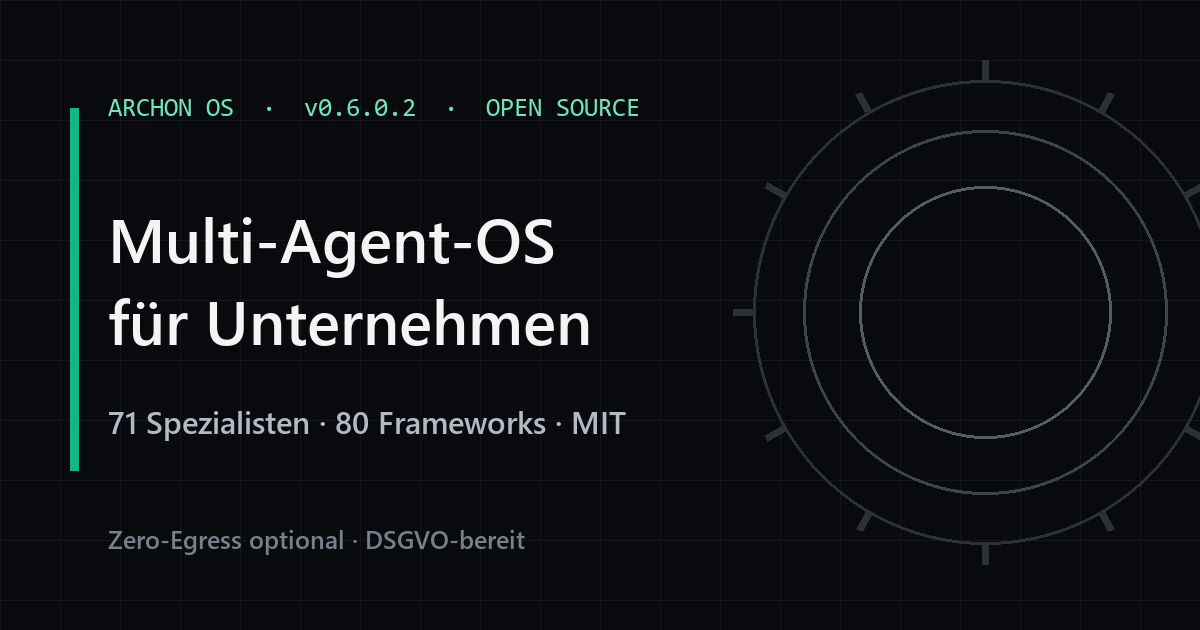 ARCHON OS · v0.6.0.2 · OPEN SOURCE
Multi-Agent-OS
für Unternehmen
71 Spezialisten · 80 Frameworks · MIT
Zero-Egress optional · DSGVO-bereit